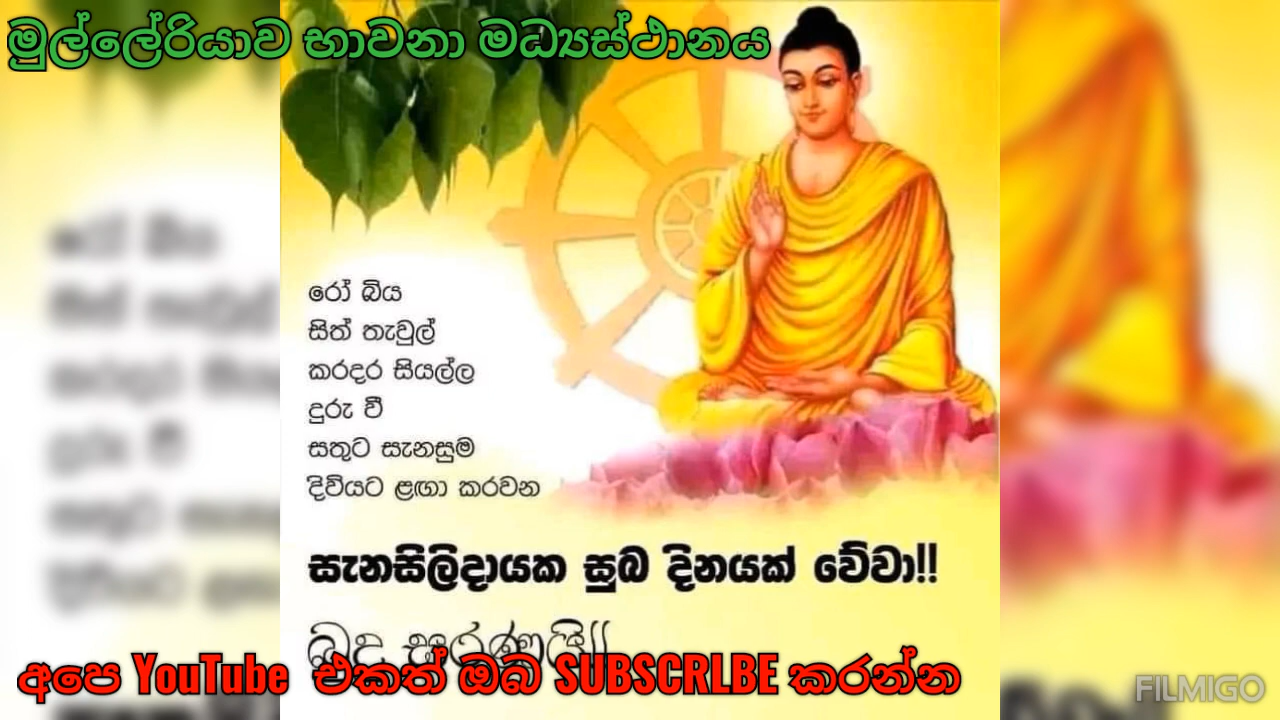 මුල්ලේරියාව භාවනා මධ්‍යස්ථානය
රෝ බිය
සිත් තැවුල්
කරදර සියල්ල
දුරු වී
සතුට සැනසුම
දිවියට ළඟා කරවන
සැනසිලිදායක සුබ දිනයක් වේවා!!
සරණයි!!
අපෙ YouTube එකත් ඔබ SUBSCRLBE කරන්න
FILMIGO